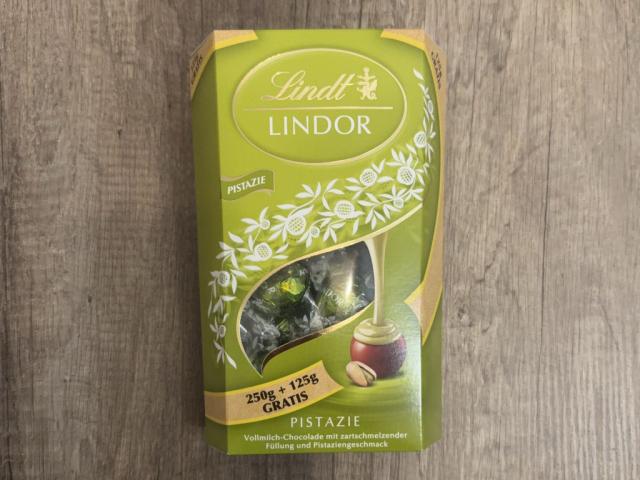 Lindt
LINDOR
PISTAZIE
250g + 125g
GRATIS
PISTAZIE
Vollmilch-Chocolade mit zartschmelzender
Füllung und Pistaziengeschmack